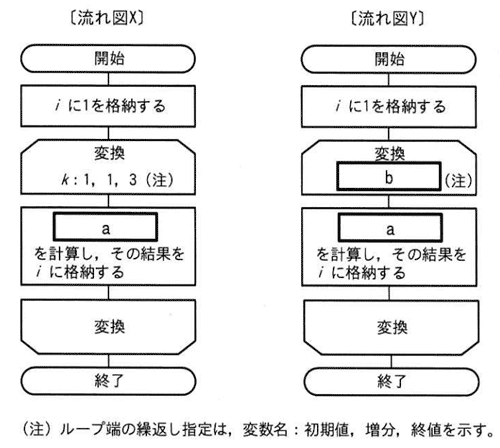 〔流れ図X〕
開始
i に1を格納する
変換
k：1，1，3（注）
a
を計算し，その結果を
i に格納する
変換
終了
〔流れ図Y〕
開始
i に1を格納する
変換
b （注）
a
を計算し，その結果を
i に格納する
変換
終了
（注）ループ端の繰返し指定は，変数名：初期値，増分，終値を示す。